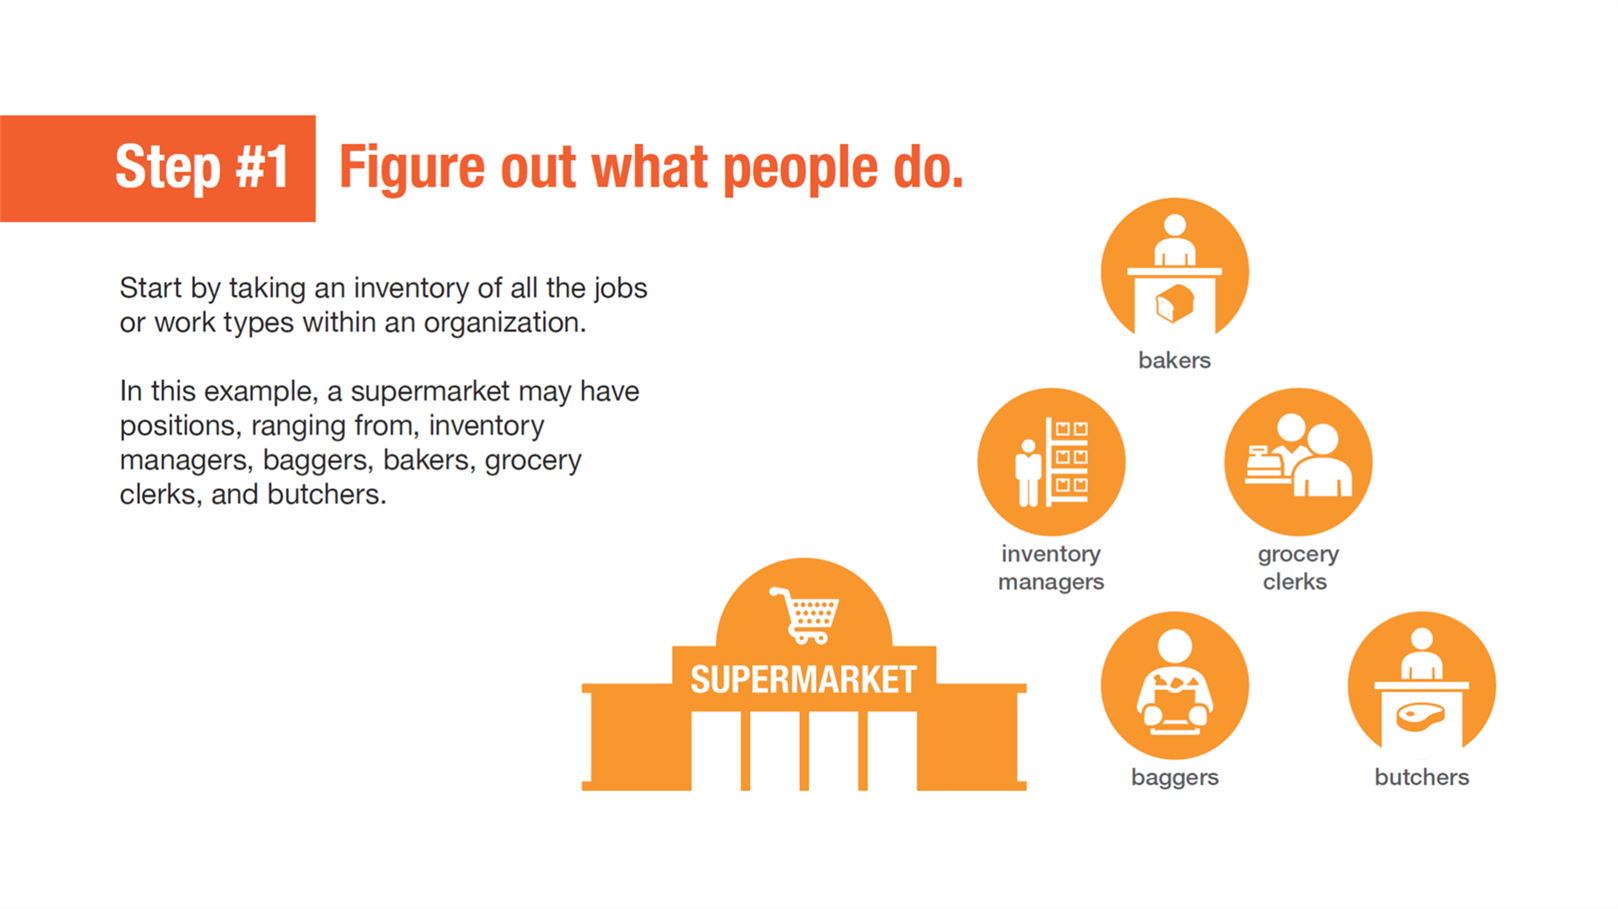 Step #1 Figure out what people do.
Start by taking an inventory of all the jobs
or work types within an organization.
In this example, a supermarket may have
positions, ranging from, inventory
managers, baggers, bakers, grocery
clerks, and butchers.
bakers
inventory
managers
grocery
clerks
SUPERMARKET
baggers
butchers